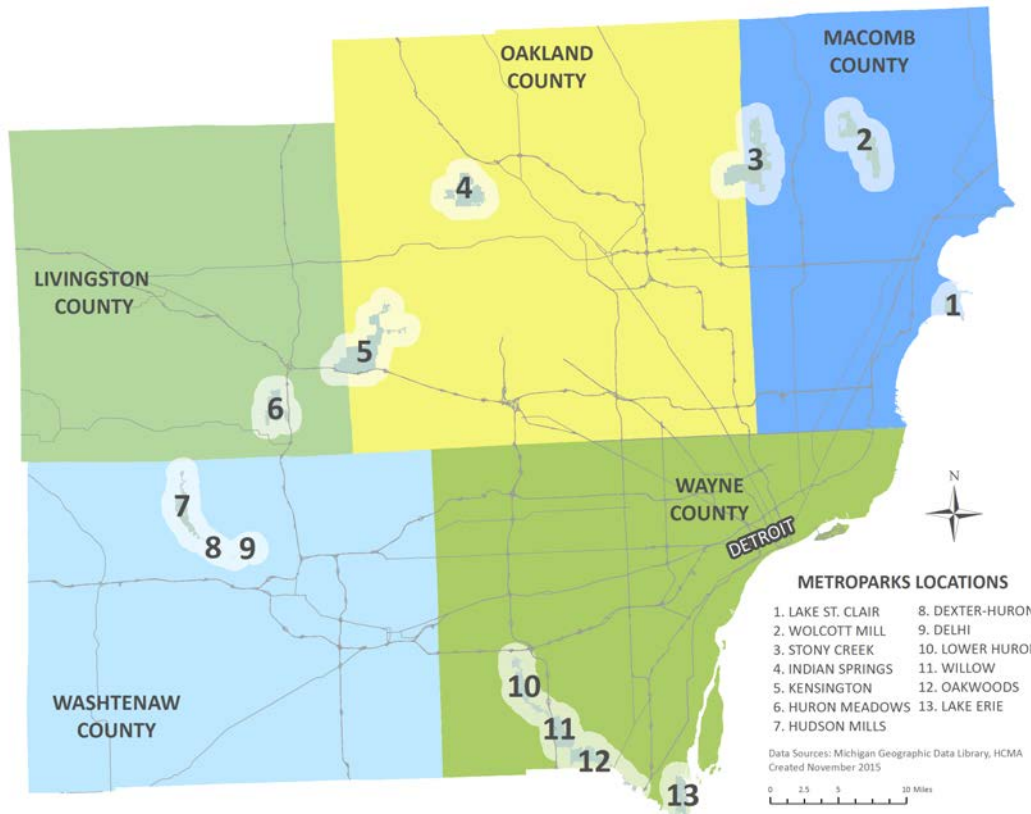 OAKLAND
COUNTY
MACOMB
COUNTY
2
3
4
LIVINGSTON
COUNTY
1
5
6
WAYNE
COUNTY
7
N
8
9
DETROIT
METROPARKS LOCATIONS
1. LAKE ST. CLAIR
2. WOLCOTT MILL
3. STONY CREEK
4. INDIAN SPRINGS
5. KENSINGTON
6. HURON MEADOWS
7. HUDSON MILLS
8. DEXTER-HURON
9. DELHI
10. LOWER HURON
11. WILLOW
12. OAKWOODS
13. LAKE ERIE
10
WASHTENAW
COUNTY
11
12
13
Data Sources: Michigan Geographic Data Library, HCMA
Created November 2015
0 2.5 5 10 Miles